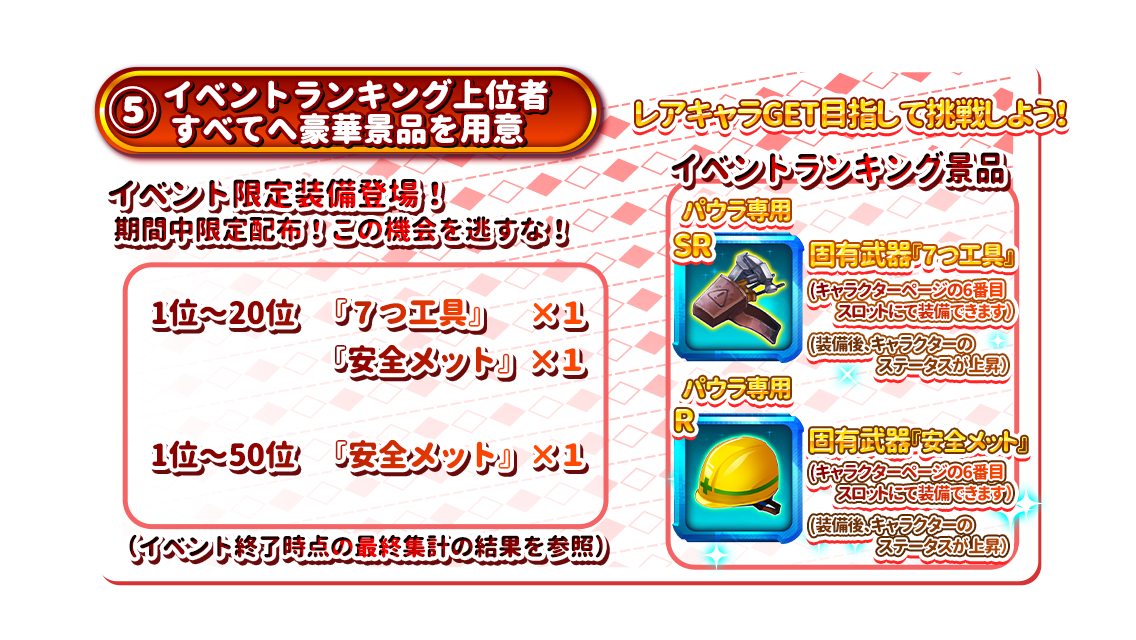 ⑤ イベントランキング上位者
すべてへ豪華景品を用意
イベント限定装備登場！
期間中限定配布！この機会を逃すな！
1位～20位 『７つ工具』 ×１
『安全メット』 ×１
1位～50位 『安全メット』 ×１
（イベント終了時点の最終集計の結果を参照）
レアキャラGET目指して挑戦しよう！
イベントランキング景品
パウラ専用
SR
固有武器『７つ工具』
(キャラクターページの6番目
スロットにて装備できます)
(装備後、キャラクターの
ステータスが上昇)
パウラ専用
R
固有武器『安全メット』
(キャラクターページの6番目
スロットにて装備できます)
(装備後、キャラクターの
ステータスが上昇)